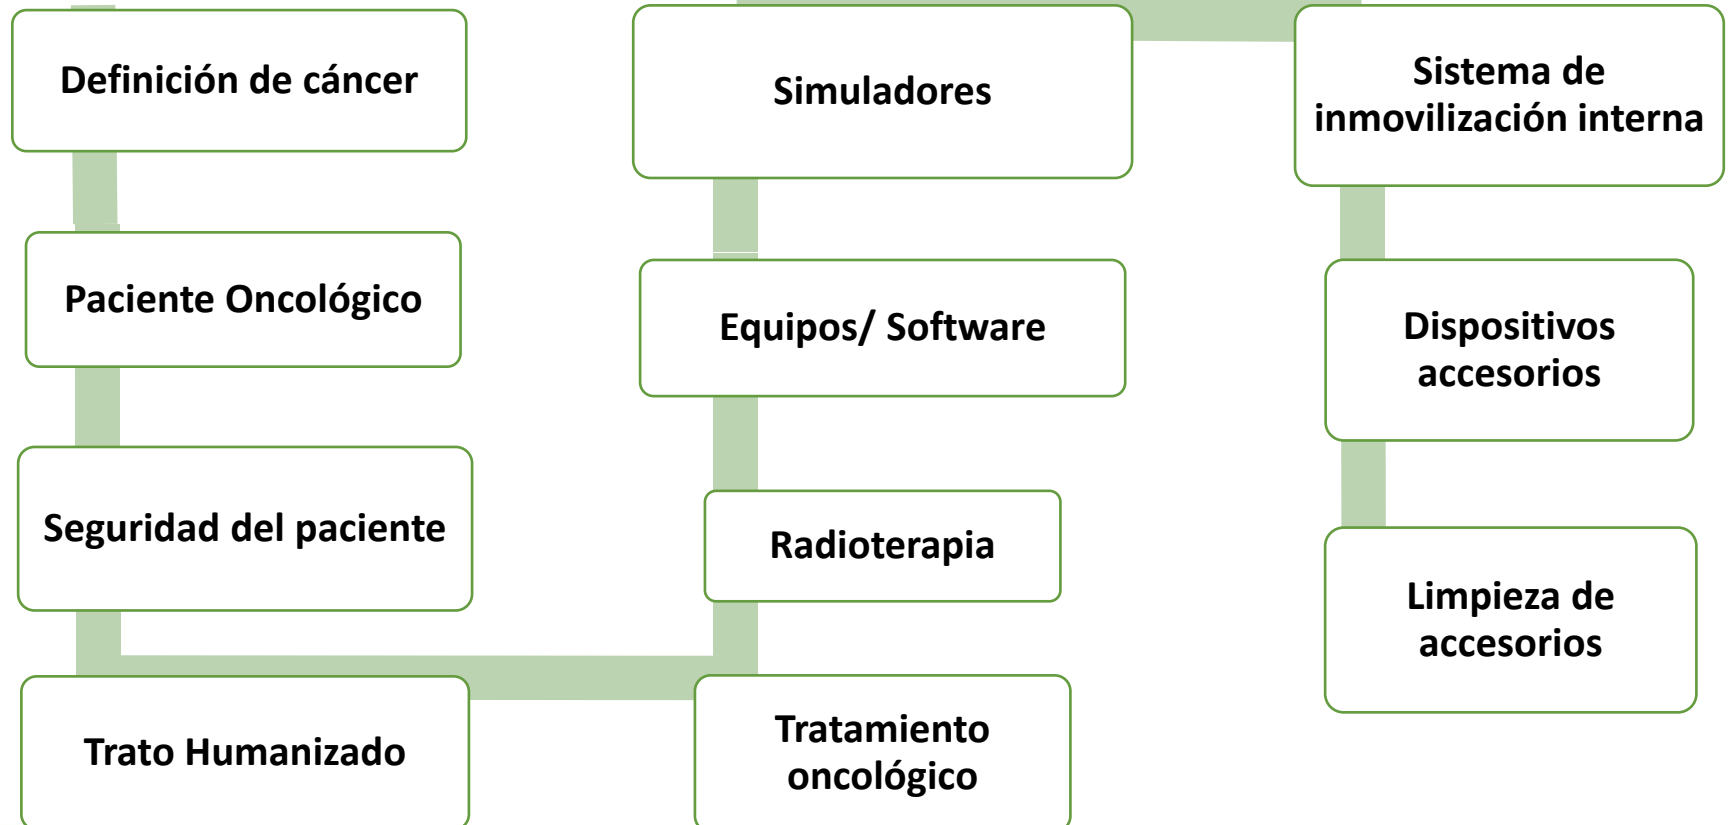 Definición de cáncer
Paciente Oncológico
Seguridad del paciente
Trato Humanizado
Tratamiento
oncológico
Radioterapia
Equipos/ Software
Simuladores
Sistema de
inmovilización interna
Dispositivos
accesorios
Limpieza de
accesorios